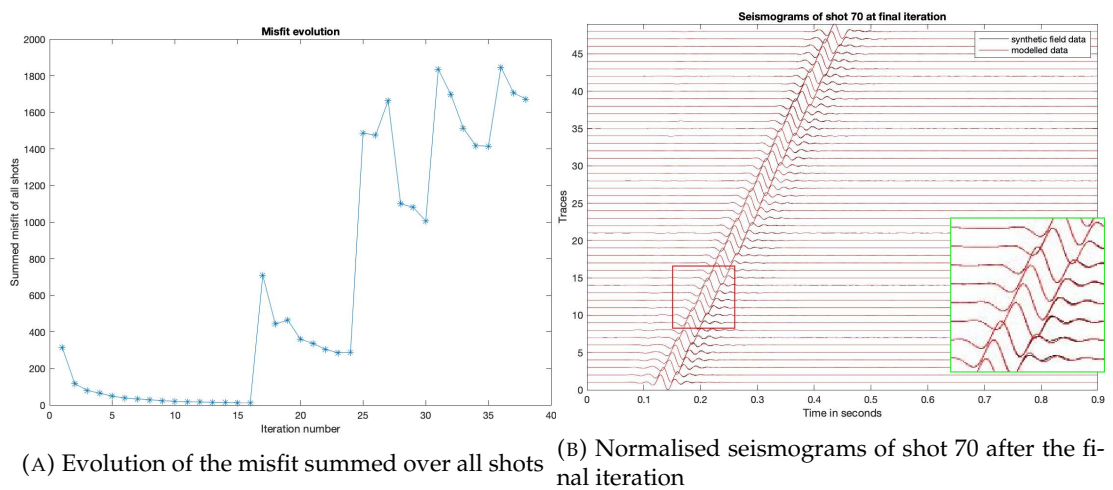 Misfit evolution
2000
1800
1600
1400
1200
1000
800
600
400
200
0
Summed misfit of all shots
0 5 10 15 20 25 30 35 40
Iteration number
(A) Evolution of the misfit summed over all shots
Seismograms of shot 70 at final iteration
synthetic field data
modelled data
45
40
35
30
25
20
15
10
5
0
Traces
0 0.1 0.2 0.3 0.4 0.5 0.6 0.7 0.8 0.9
Time in seconds
(B) Normalised seismograms of shot 70 after the fi-
nal iteration